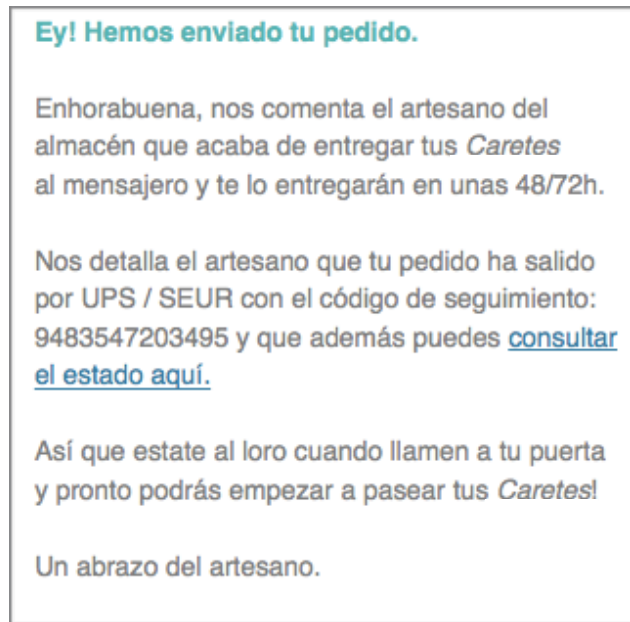 Ey! Hemos enviado tu pedido.
Enhorabuena, nos comenta el artesano del
almacén que acaba de entregar tus Caretes
al mensajero y te lo entregarán en unas 48/72h.
Nos detalla el artesano que tu pedido ha salido
por UPS / SEUR con el código de seguimiento:
9483547203495 y que además puedes consultar
el estado aquí.
Así que estate al loro cuando llamen a tu puerta
y pronto podrás empezar a pasear tus Caretes!
Un abrazo del artesano.